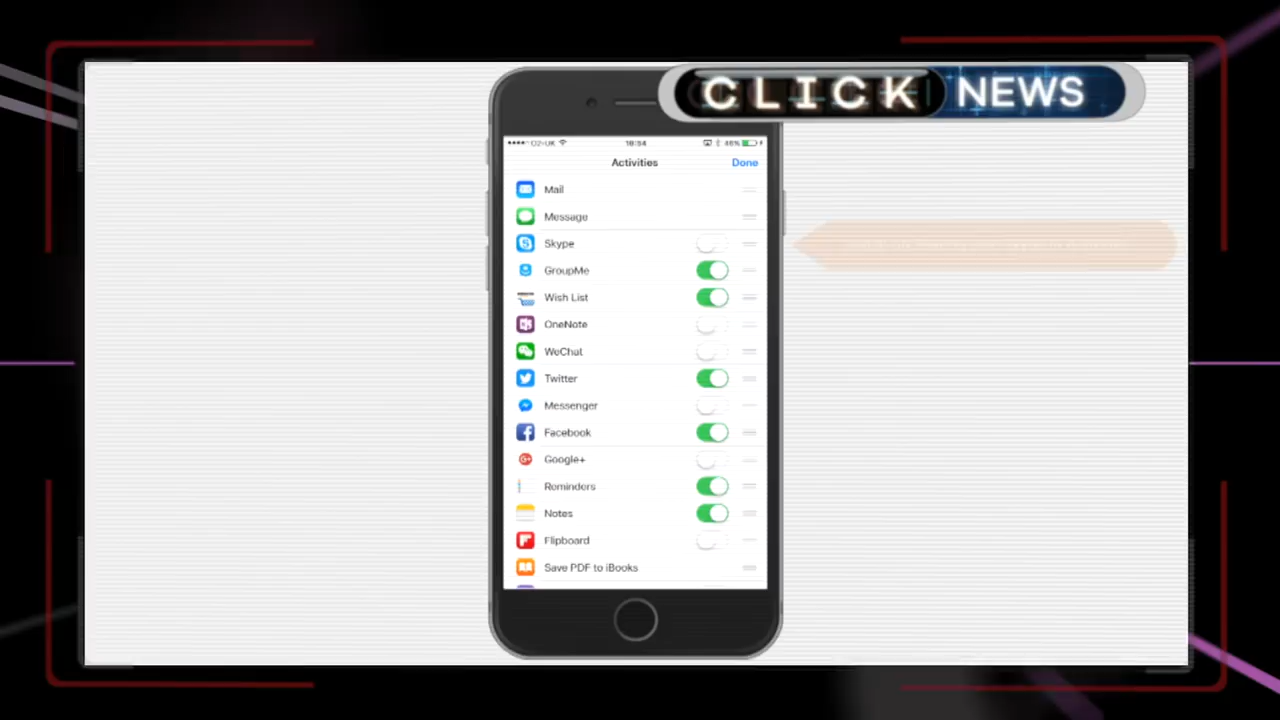 CLICK NEWS
O2-UK 18:54 48%
Activities Done
Mail
Message
Skype
GroupMe
Wish List
OneNote
WeChat
Twitter
Messenger
Facebook
Google+
Reminders
Notes
Flipboard
Save PDF to iBooks